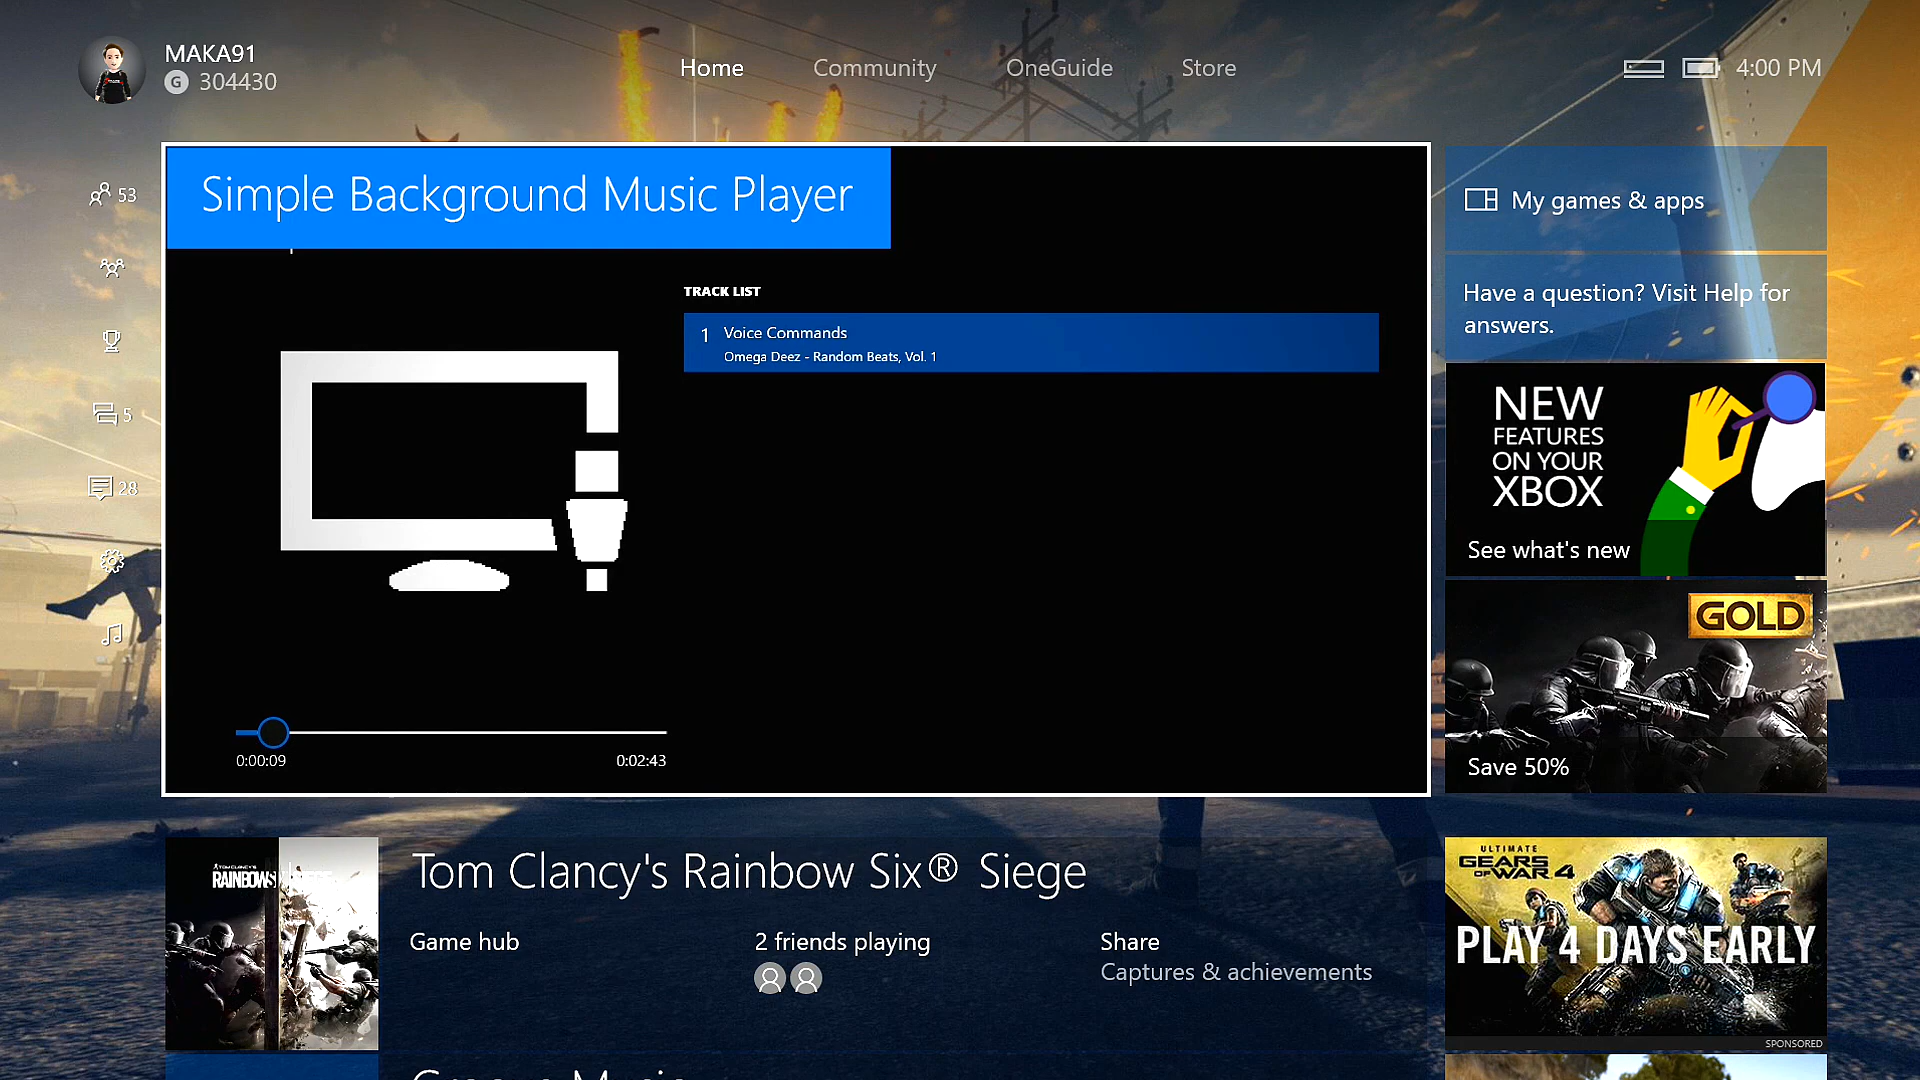 MAKA91
G 304430
Home
Community
OneGuide
Store
4:00 PM
53
5
28
Simple Background Music Player
TRACK LIST
1 Voice Commands
Omega Deez - Random Beats, Vol. 1
0:00:09
0:02:43
My games & apps
Have a question? Visit Help for
answers.
NEW
FEATURES
ON YOUR
XBOX
See what's new
GOLD
Save 50%
TOM CLANCY'S
Tom Clancy's Rainbow Six® Siege
Game hub
2 friends playing
Share
Captures & achievements
ULTIMATE
GEARS
OF WAR 4
PLAY 4 DAYS EARLY
SPONSORED